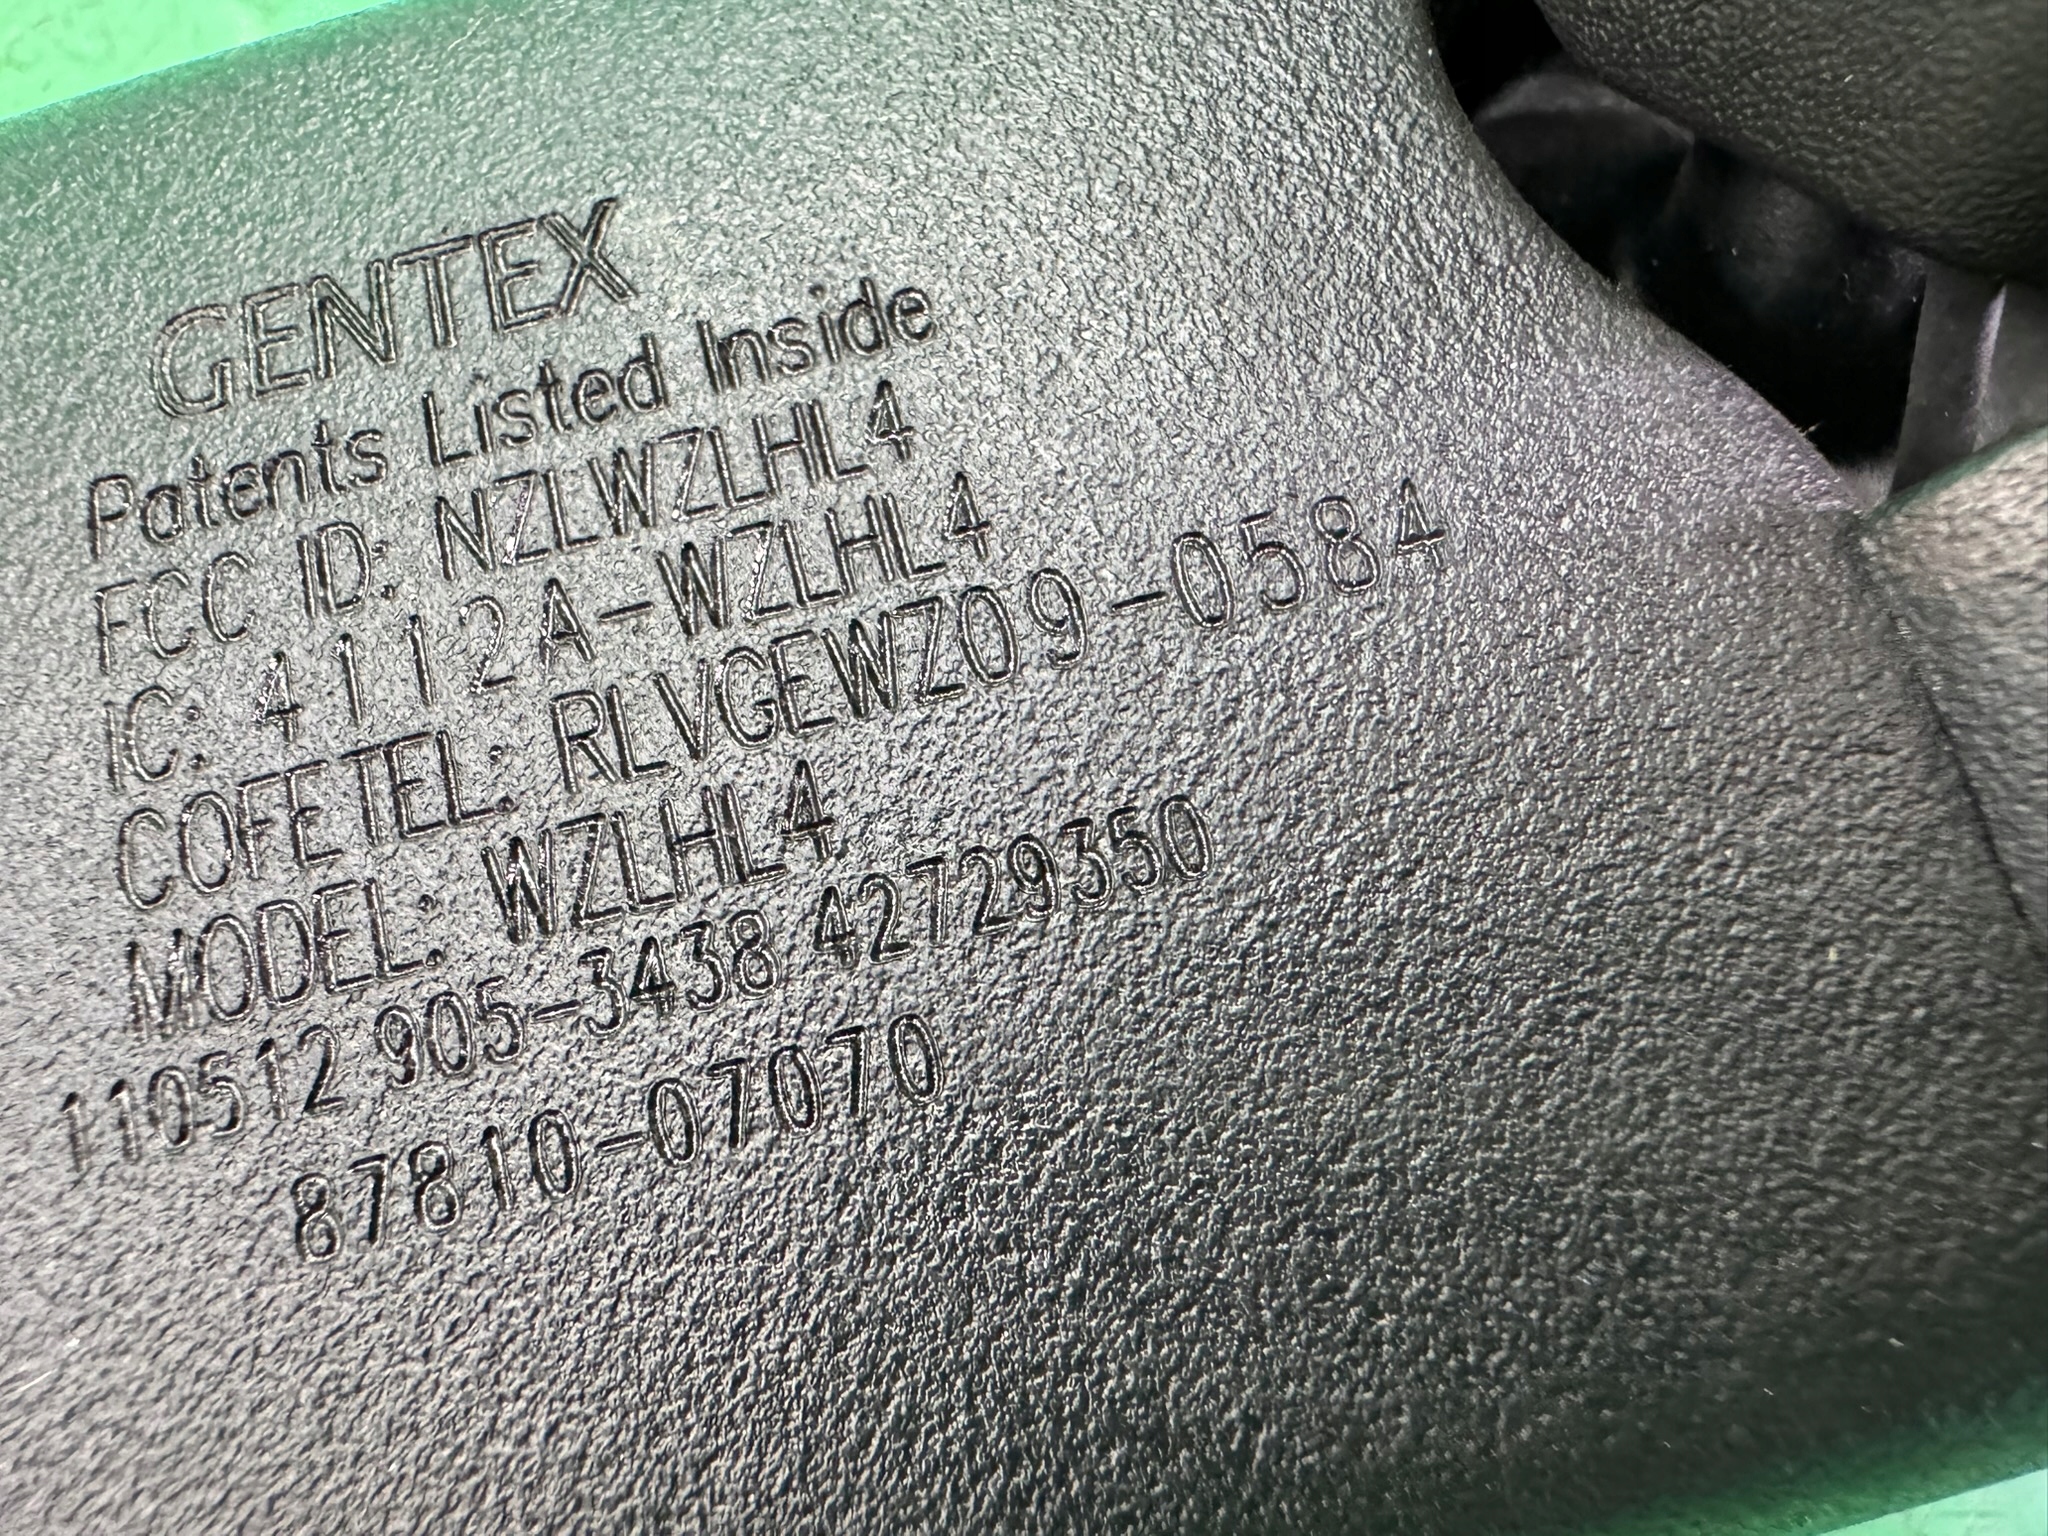 GENTEX
Patents Listed Inside
FCC ID: NZLWZLHL4
IC: 4112A-WZLHL4
COFETEL: RLVGEWZ09-0584
MODEL: WZLHL4
110512 905-3438 42729350
87810-07070